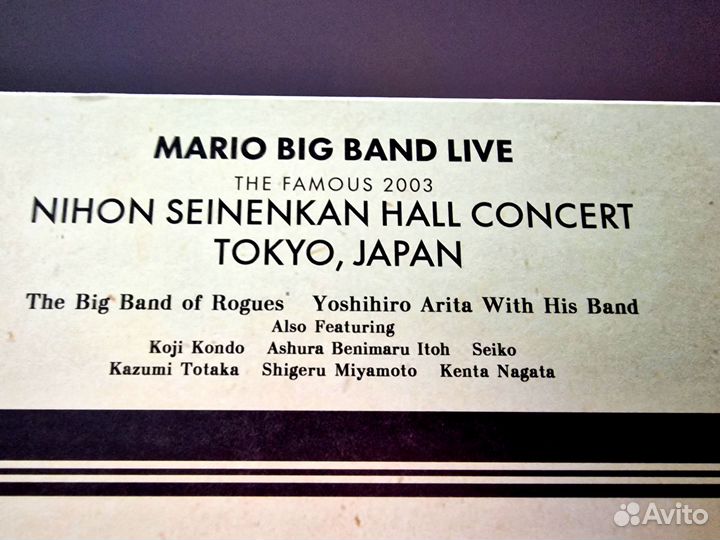 MARIO BIG BAND LIVE
THE FAMOUS 2003
NIHON SEINENKAN HALL CONCERT
TOKYO, JAPAN
The Big Band of Rogues Yoshihiro Arita With His Band
Also Featuring
Koji Kondo Ashura Benimaru Itoh Seiko
Kazumi Totaka Shigeru Miyamoto Kenta Nagata
Avito